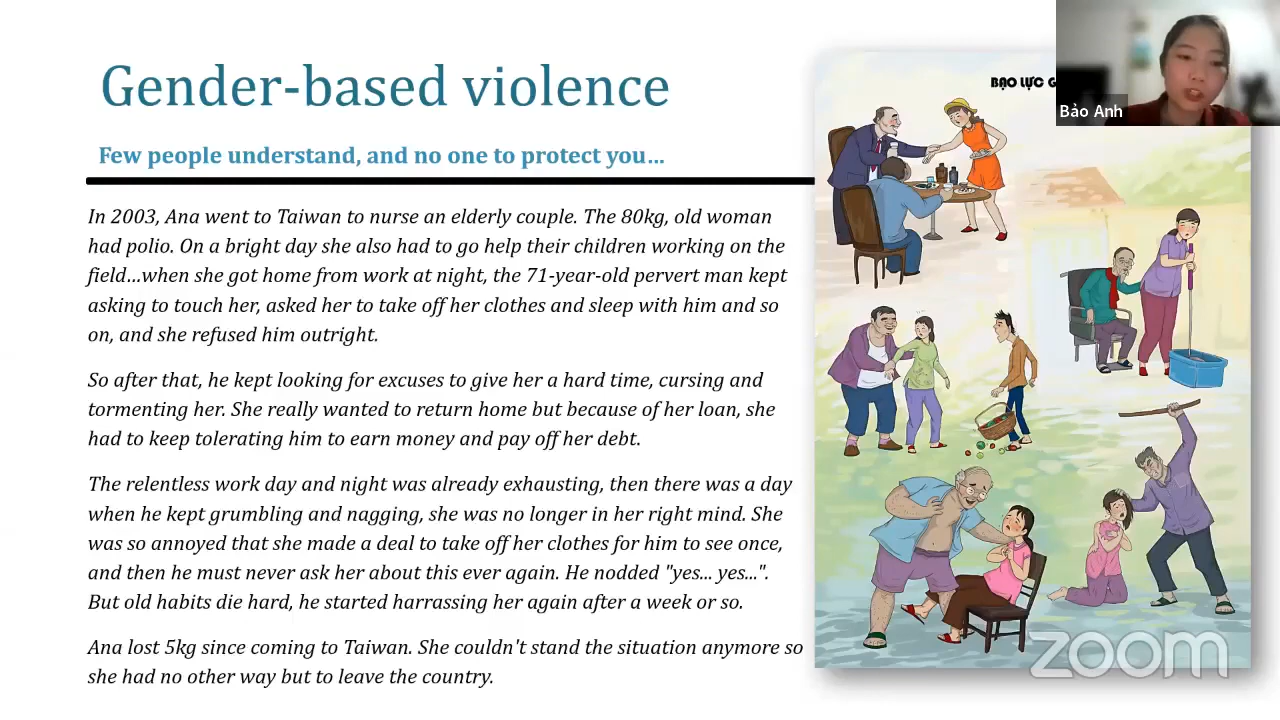 Gender-based violence
Few people understand, and no one to protect you...
In 2003, Ana went to Taiwan to nurse an elderly couple. The 80kg, old woman
had polio. On a bright day she also had to go help their children working on the
field...when she got home from work at night, the 71-year-old pervert man kept
asking to touch her, asked her to take off her clothes and sleep with him and so
on, and she refused him outright.
So after that, he kept looking for excuses to give her a hard time, cursing and
tormenting her. She really wanted to return home but because of her loan, she
had to keep tolerating him to earn money and pay off her debt.
The relentless work day and night was already exhausting, then there was a day
when he kept grumbling and nagging, she was no longer in her right mind. She
was so annoyed that she made a deal to take off her clothes for him to see once,
and then he must never ask her about this ever again. He nodded "yes... yes...".
But old habits die hard, he started harrassing her again after a week or so.
Ana lost 5kg since coming to Taiwan. She couldn't stand the situation anymore so
she had no other way but to leave the country.
BẠO LỰC G
Bảo Anh
zoom